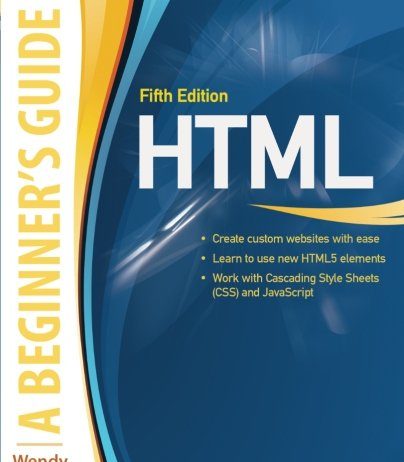 A BEGINNER'S GUIDE
Fifth Edition
HTML
• Create custom websites with ease
• Learn to use new HTML5 elements
• Work with Cascading Style Sheets
(CSS) and JavaScript
Wendy